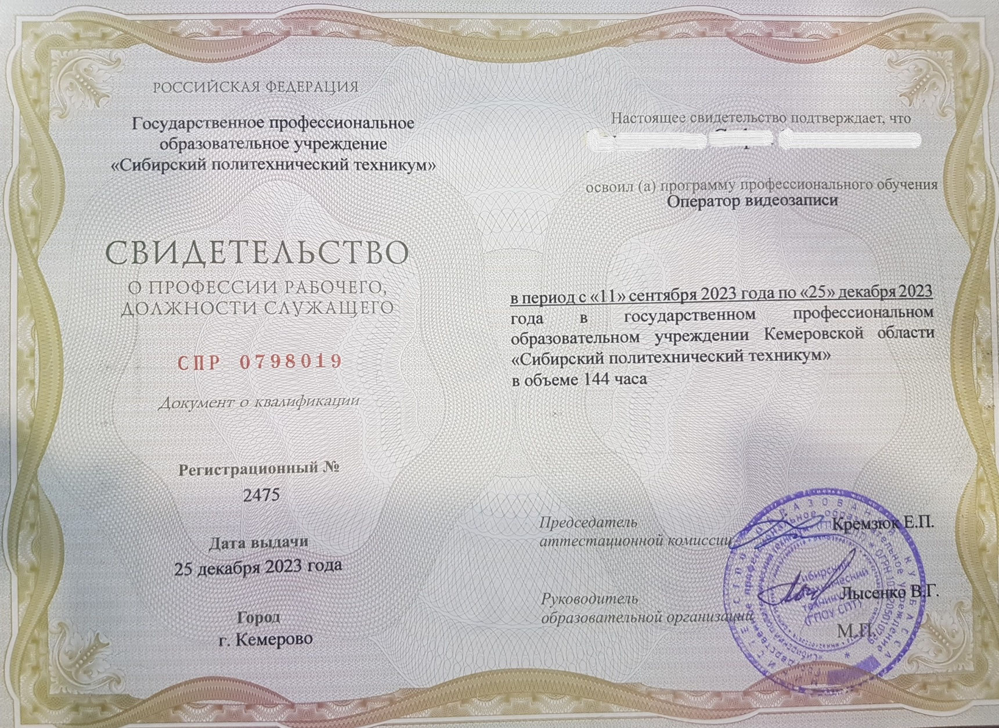 РОССИЙСКАЯ ФЕДЕРАЦИЯ
Государственное профессиональное
образовательное учреждение
«Сибирский политехнический техникум»
СВИДЕТЕЛЬСТВО
О ПРОФЕССИИ РАБОЧЕГО,
ДОЛЖНОСТИ СЛУЖАЩЕГО
СПР 0798019
Документ о квалификации
Регистрационный №
2475
Дата выдачи
25 декабря 2023 года
Город
г. Кемерово
Настоящее свидетельство подтверждает, что
освоил (а) программу профессионального обучения
Оператор видеозаписи
в период с «11» сентября 2023 года по «25» декабря 2023
года в государственном профессиональном
образовательном учреждении Кемеровской области
«Сибирский политехнический техникум»
в объеме 144 часа
Председатель
аттестационной комиссии
Кремзюк Е.П.
Руководитель
образовательной организации
Лысенко В.Г.
М.П.
(ГПОУ СПТ)